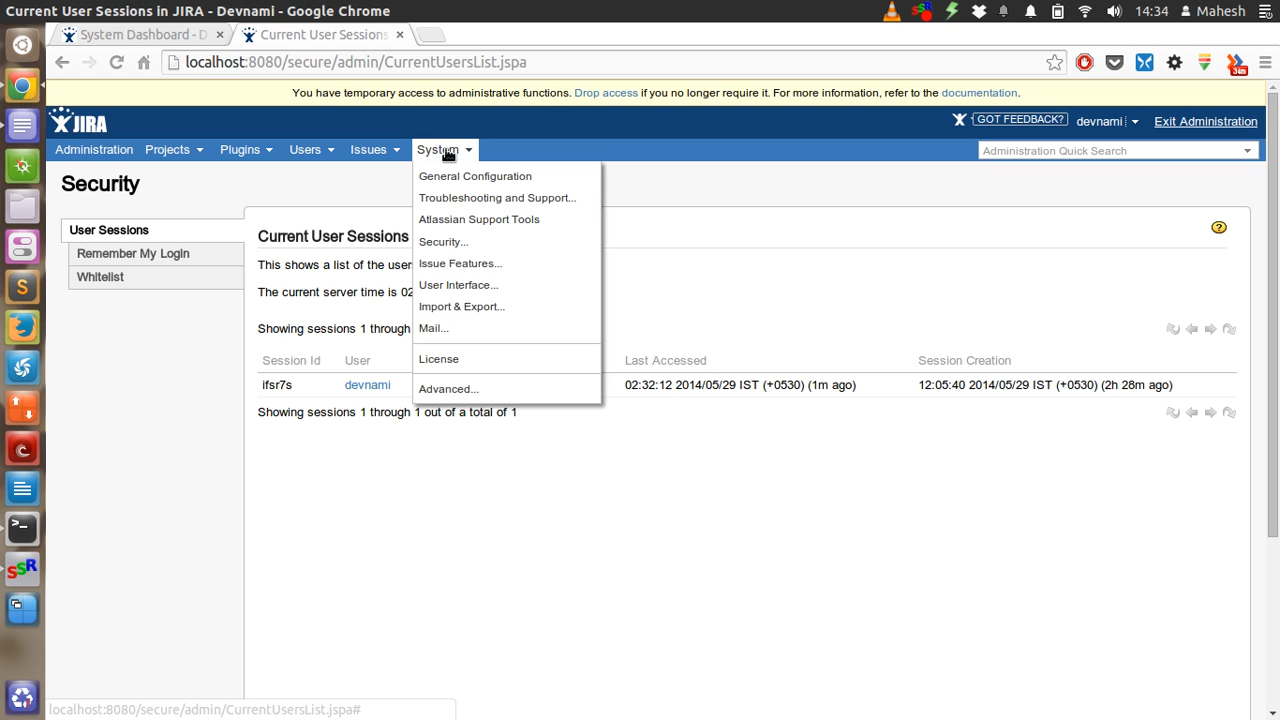 Current User Sessions in JIRA - Devnami - Google Chrome
14:34 Mahesh
System Dashboard - D
Current User Sessions
localhost:8080/secure/admin/CurrentUsersList.jspa
34m
You have temporary access to administrative functions. Drop access if you no longer require it. For more information, refer to the documentation.
JIRA
GOT FEEDBACK? devnami Exit Administration
Administration Projects Plugins Users Issues System
Administration Quick Search
Security
User Sessions
Remember My Login
Whitelist
General Configuration
Troubleshooting and Support...
Atlassian Support Tools
Security...
Issue Features...
User Interface...
Import & Export...
Mail...
License
Advanced...
Current User Sessions
?
This shows a list of the user
The current server time is 02
Showing sessions 1 through
Session Id User Last Accessed Session Creation
ifsr7s devnami 02:32:12 2014/05/29 IST (+0530) (1m ago) 12:05:40 2014/05/29 IST (+0530) (2h 28m ago)
Showing sessions 1 through 1 out of a total of 1
SSR
localhost:8080/secure/admin/CurrentUsersList.jspa#